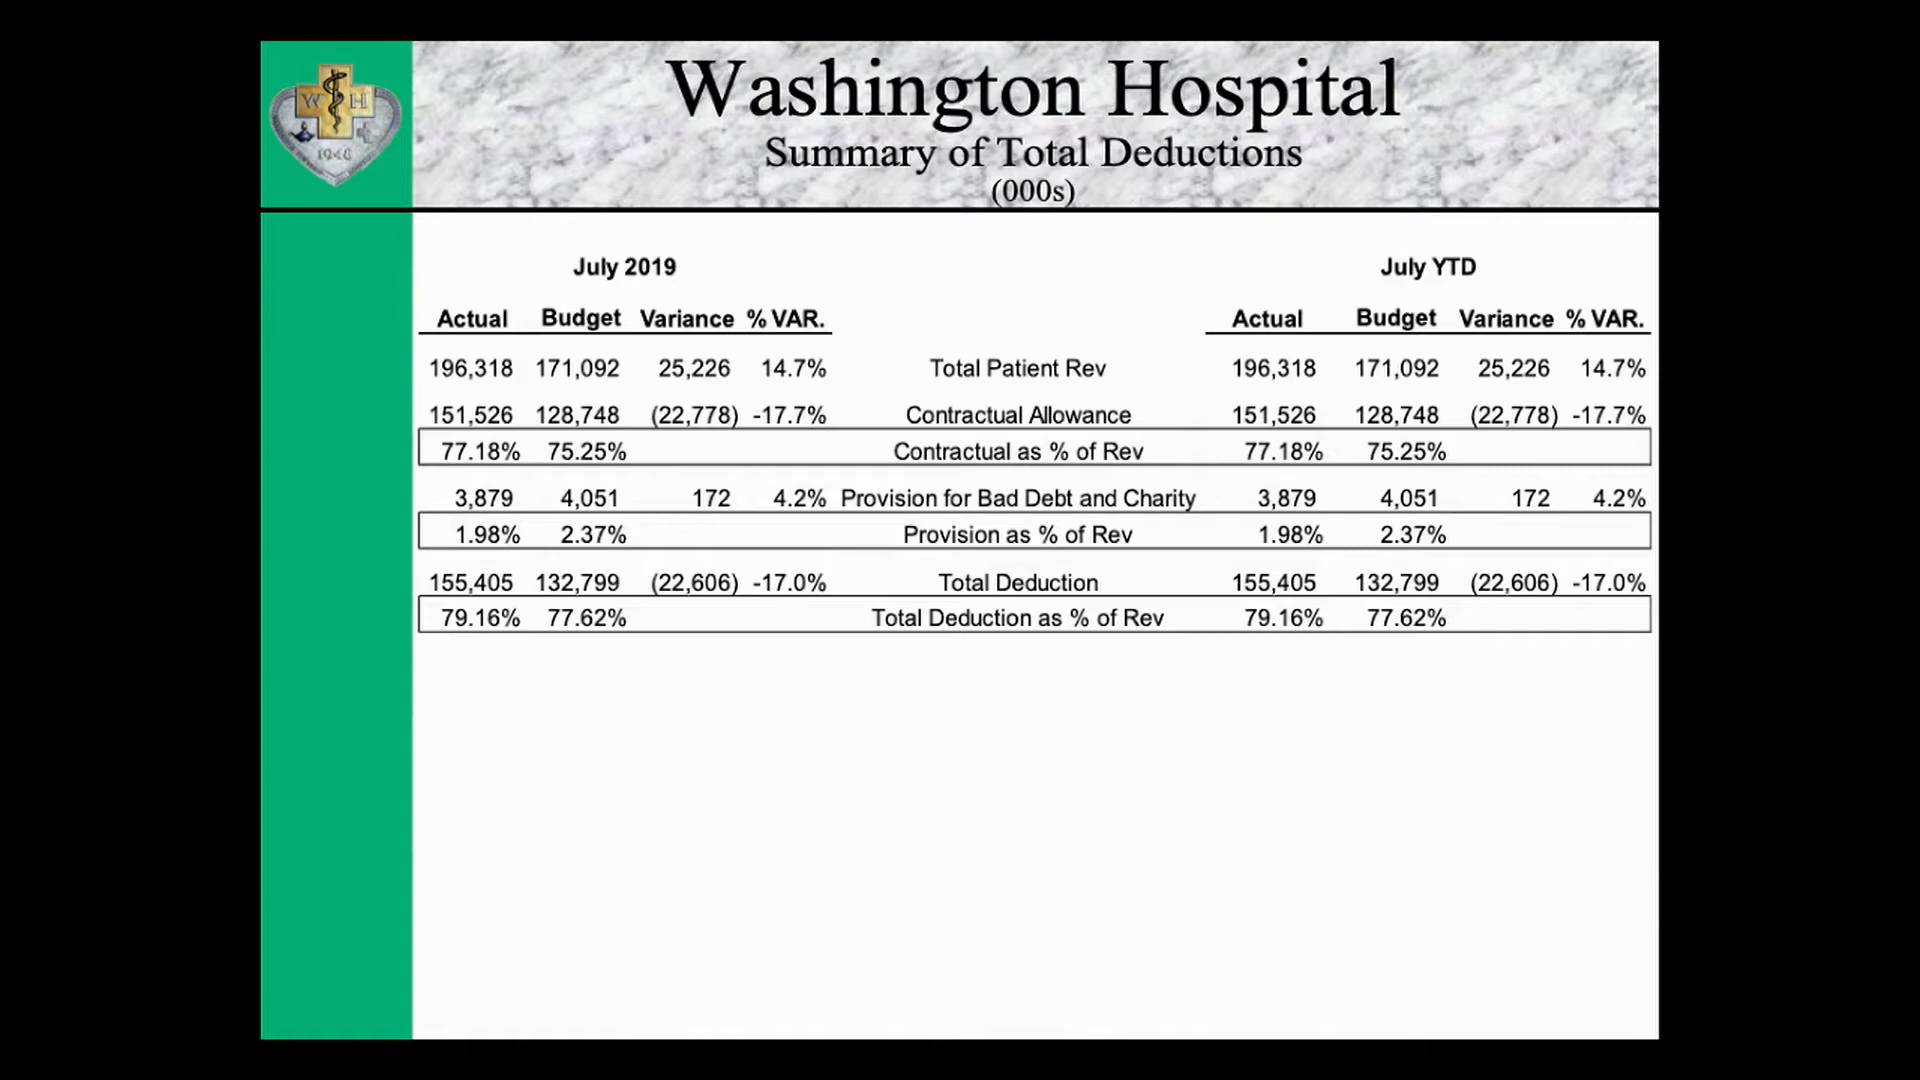 W H
1948
Washington Hospital
Summary of Total Deductions
(000s)
July 2019 July YTD
Actual Budget Variance % VAR. Actual Budget Variance % VAR.
196,318 171,092 25,226 14.7% Total Patient Rev 196,318 171,092 25,226 14.7%
151,526 128,748 (22,778) -17.7% Contractual Allowance 151,526 128,748 (22,778) -17.7%
77.18% 75.25% Contractual as % of Rev 77.18% 75.25%
3,879 4,051 172 4.2% Provision for Bad Debt and Charity 3,879 4,051 172 4.2%
1.98% 2.37% Provision as % of Rev 1.98% 2.37%
155,405 132,799 (22,606) -17.0% Total Deduction 155,405 132,799 (22,606) -17.0%
79.16% 77.62% Total Deduction as % of Rev 79.16% 77.62%